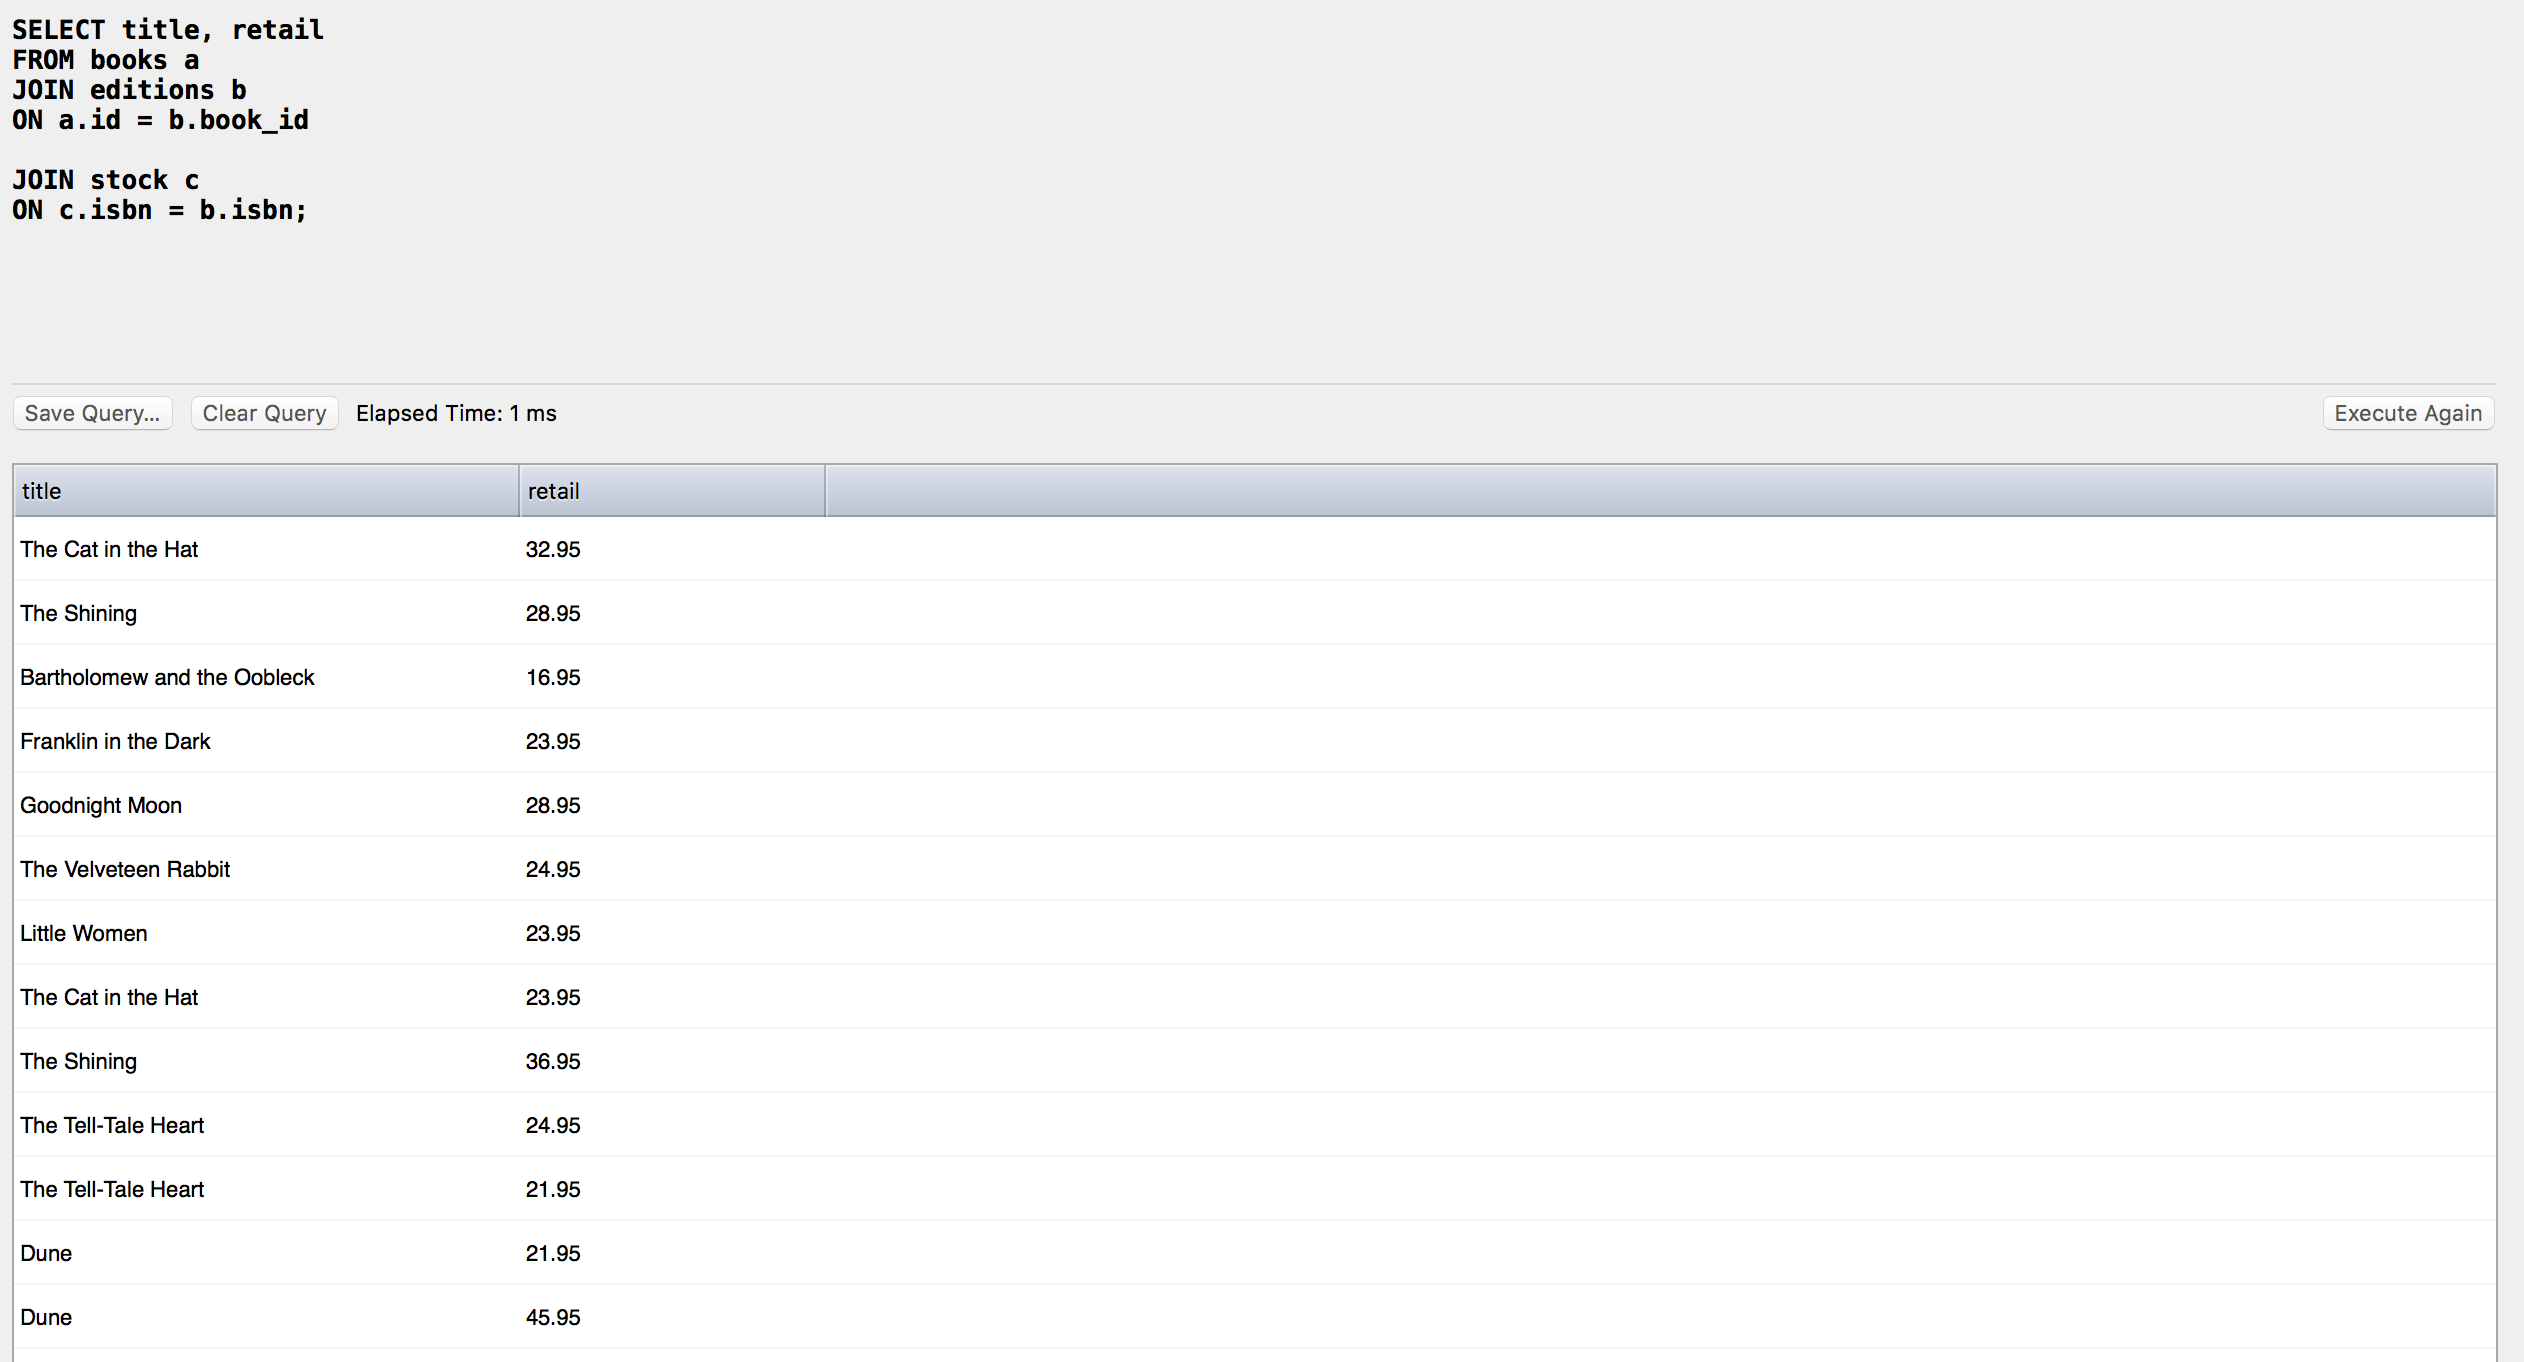 SELECT title, retail
FROM books a
JOIN editions b
ON a.id = b.book_id
JOIN stock c
ON c.isbn = b.isbn;
Save Query... Clear Query Elapsed Time: 1 ms Execute Again
title retail
The Cat in the Hat 32.95
The Shining 28.95
Bartholomew and the Oobleck 16.95
Franklin in the Dark 23.95
Goodnight Moon 28.95
The Velveteen Rabbit 24.95
Little Women 23.95
The Cat in the Hat 23.95
The Shining 36.95
The Tell-Tale Heart 24.95
The Tell-Tale Heart 21.95
Dune 21.95
Dune 45.95